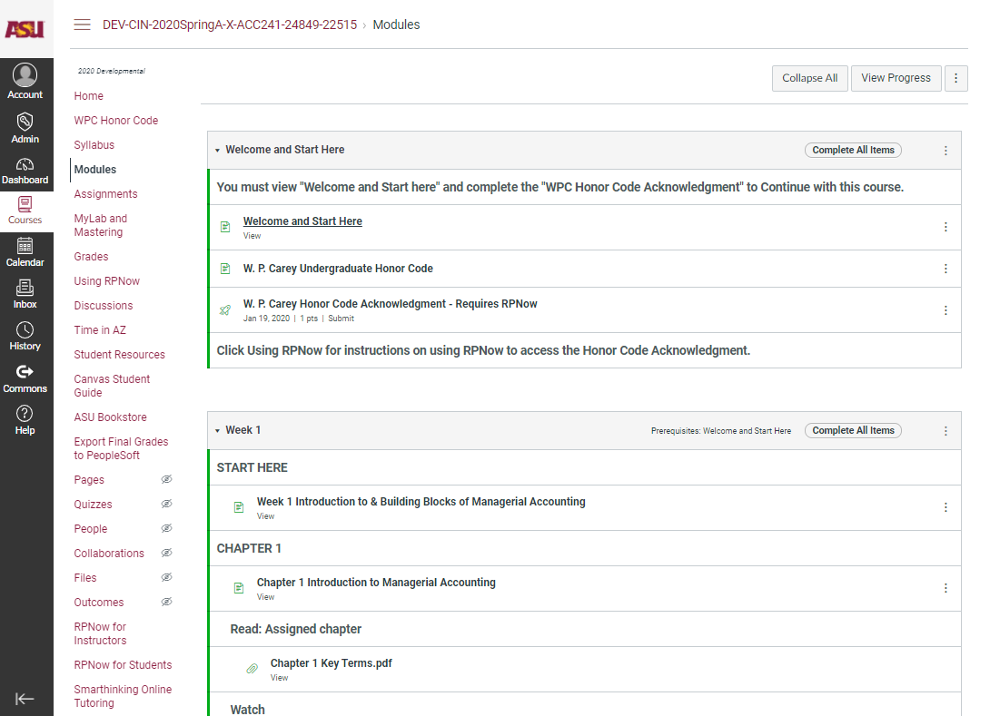 ASU
DEV-CIN-2020SpringA-X-ACC241-24849-22515 › Modules
Account
Admin
Dashboard
Courses
Calendar
Inbox
History
Commons
Help
2020 Developmental
Home
WPC Honor Code
Syllabus
Modules
Assignments
MyLab and
Mastering
Grades
Using RPNow
Discussions
Time in AZ
Student Resources
Canvas Student
Guide
ASU Bookstore
Export Final Grades
to PeopleSoft
Pages
Quizzes
People
Collaborations
Files
Outcomes
RPNow for
Instructors
RPNow for Students
Smarthinking Online
Tutoring
Collapse All View Progress
Welcome and Start Here Complete All Items
You must view "Welcome and Start here" and complete the "WPC Honor Code Acknowledgment" to Continue with this course.
Welcome and Start Here
View
W. P. Carey Undergraduate Honor Code
W. P. Carey Honor Code Acknowledgment - Requires RPNow
Jan 19, 2020 | 1 pts | Submit
Click Using RPNow for instructions on using RPNow to access the Honor Code Acknowledgment.
Week 1 Prerequisites: Welcome and Start Here Complete All Items
START HERE
Week 1 Introduction to & Building Blocks of Managerial Accounting
View
CHAPTER 1
Chapter 1 Introduction to Managerial Accounting
View
Read: Assigned chapter
Chapter 1 Key Terms.pdf
View
Watch